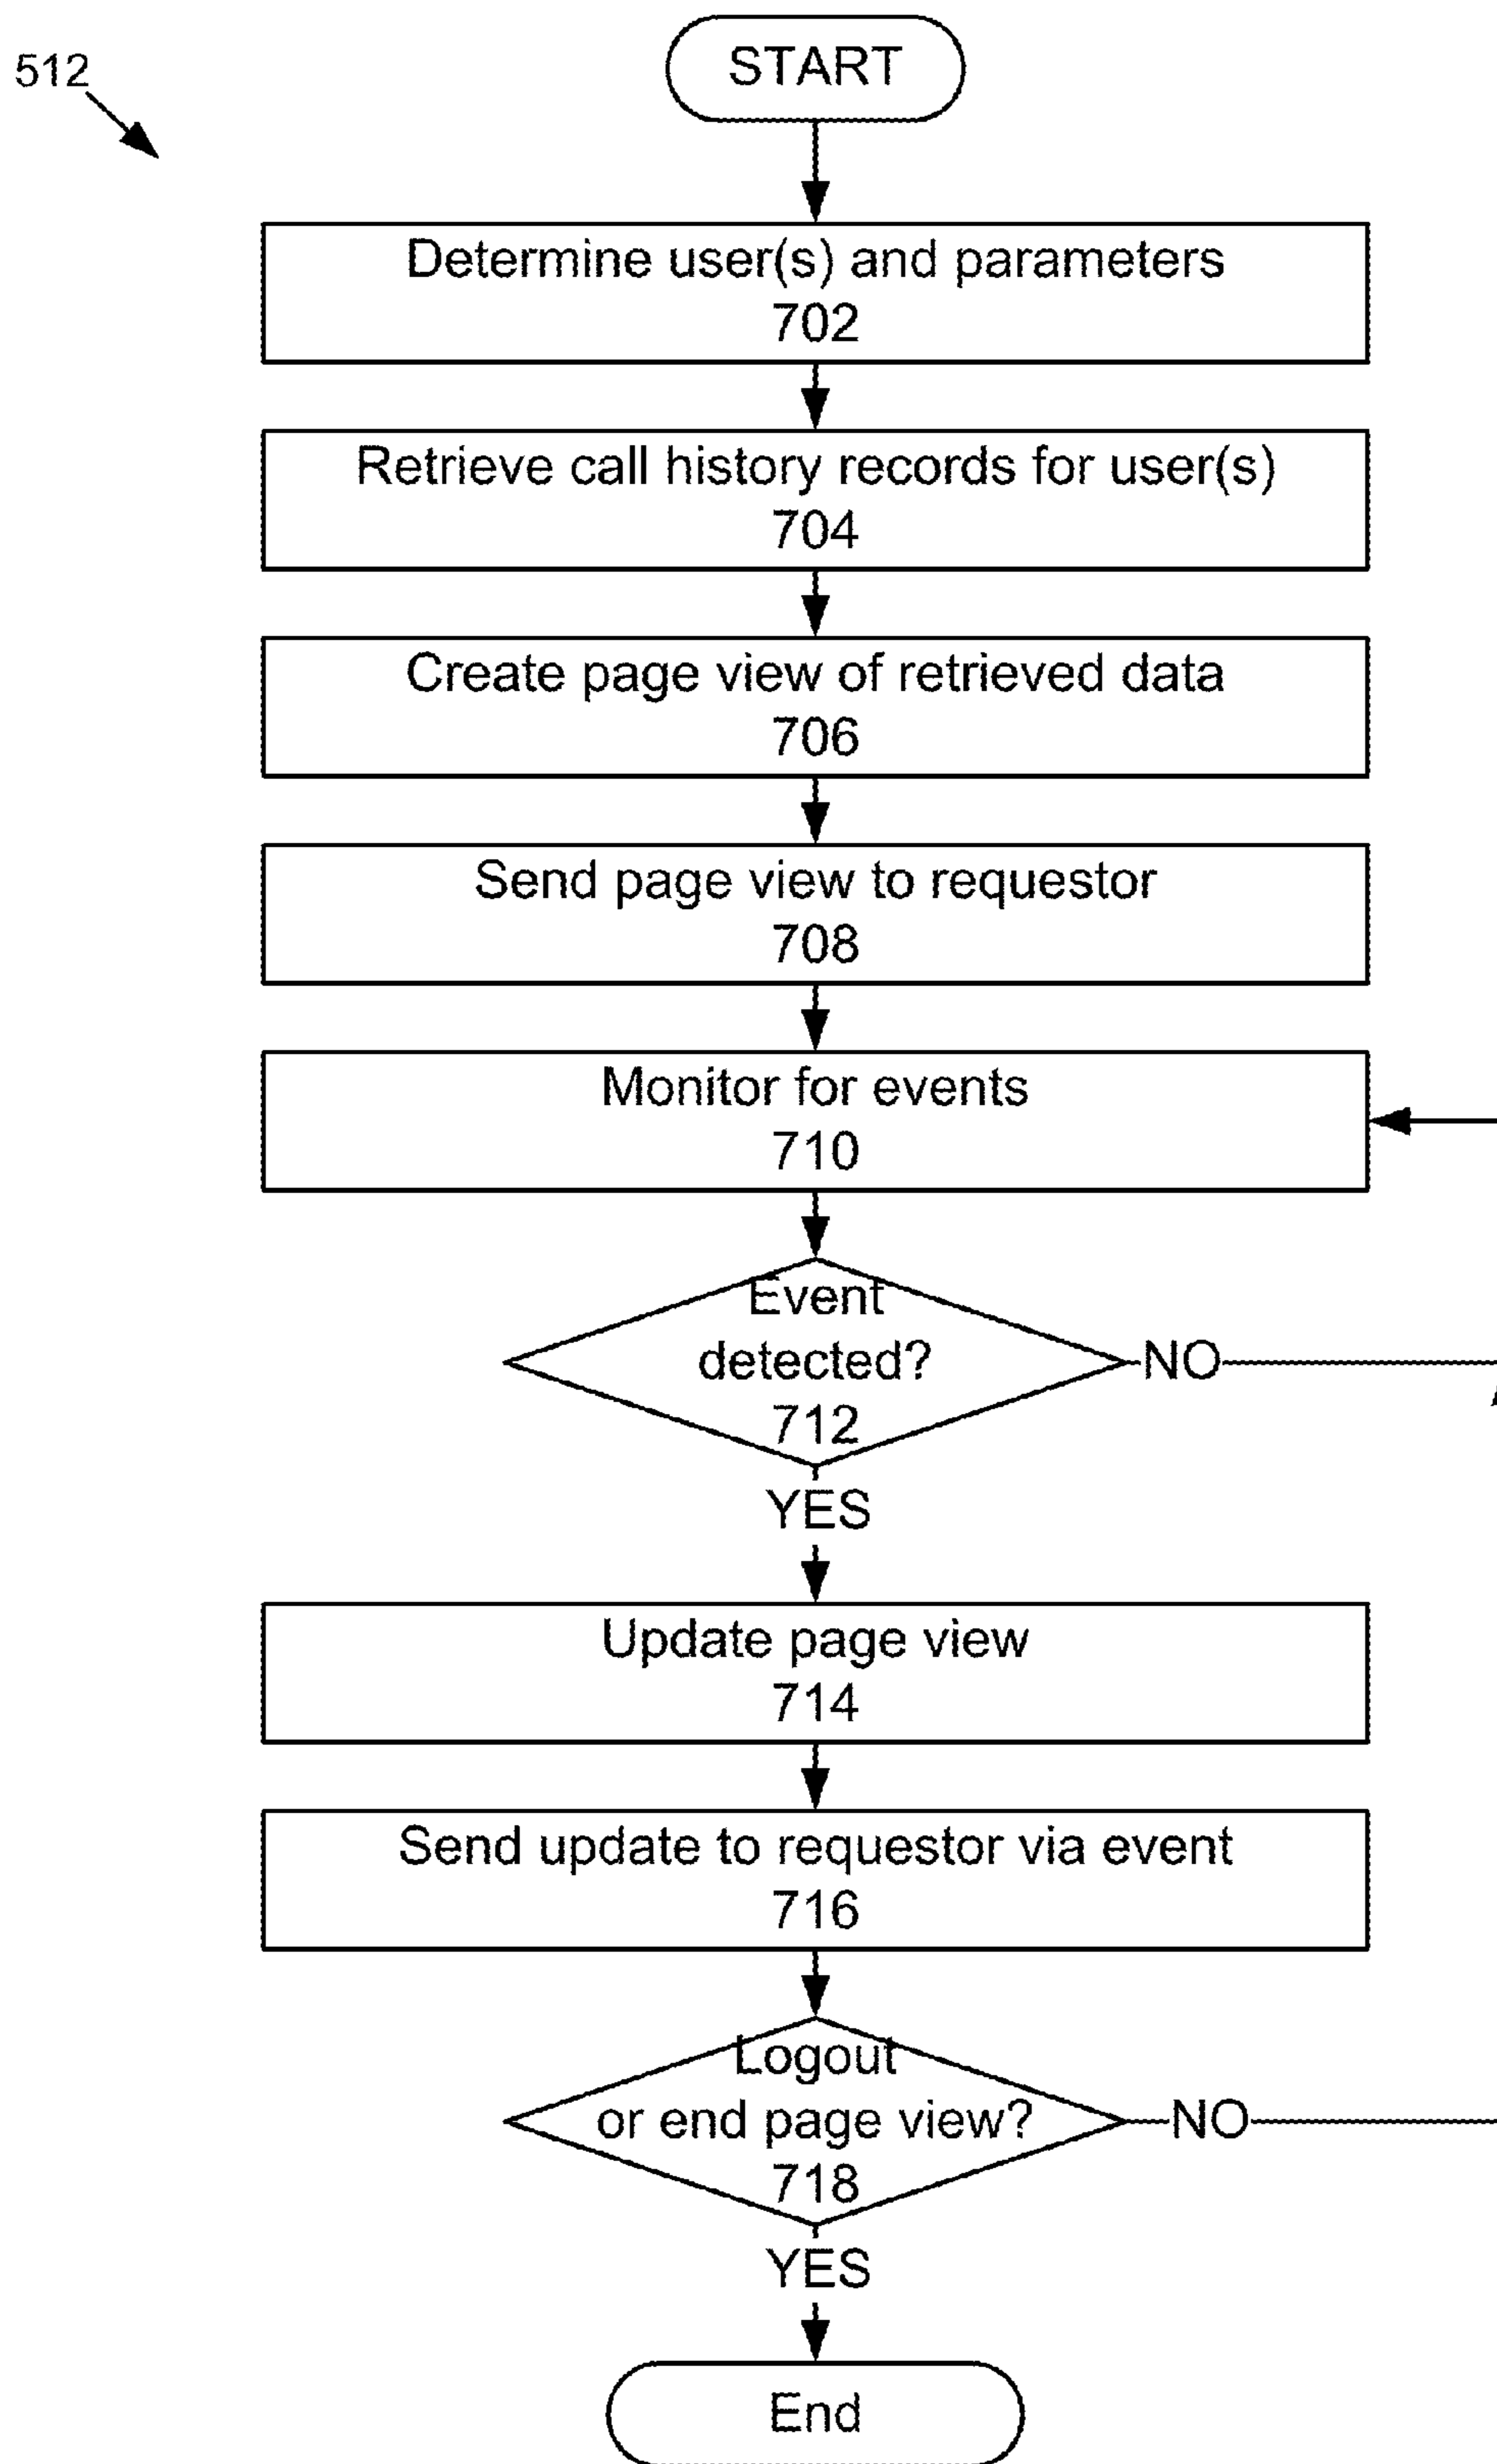 512
START
Determine user(s) and parameters
702
Retrieve call history records for user(s)
704
Create page view of retrieved data
706
Send page view to requestor
708
Monitor for events
710
Event
detected?
712
NO
YES
Update page view
714
Send update to requestor via event
716
Logout
or end page view?
718
NO
YES
End